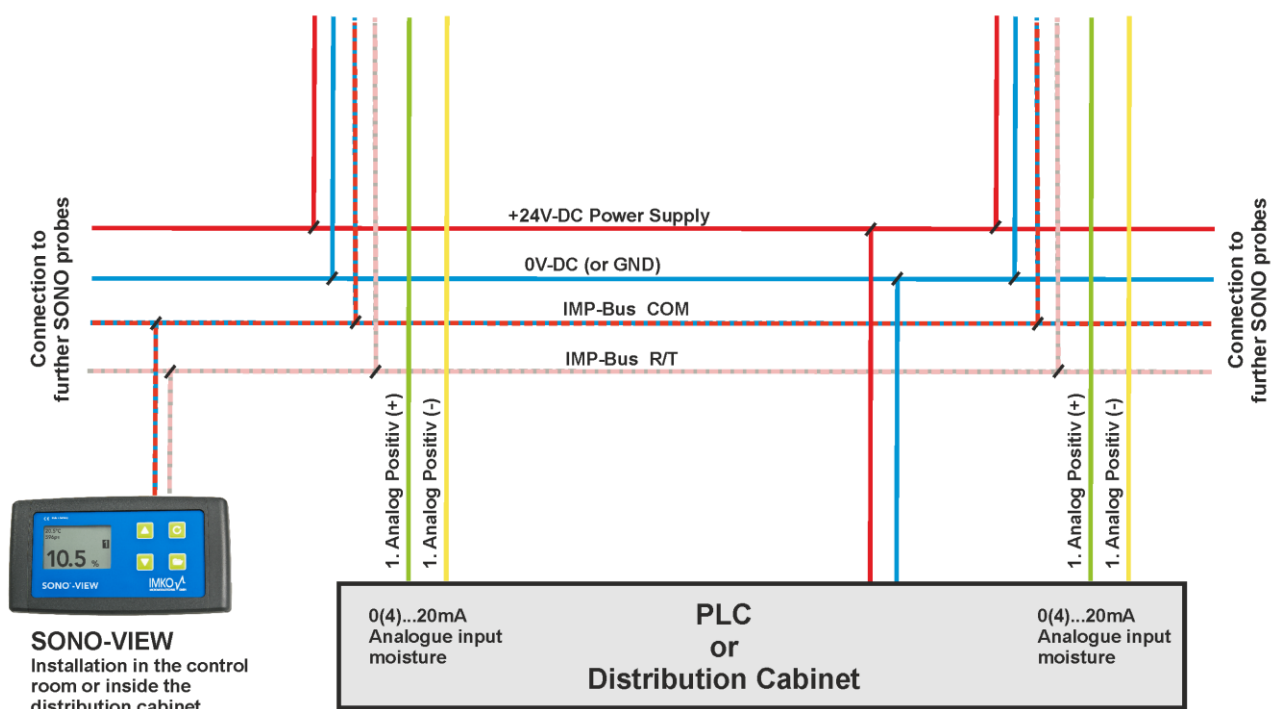 Connection to
further SONO probes
+24V-DC Power Supply
0V-DC (or GND)
IMP-Bus COM
IMP-Bus R/T
Connection to
further SONO probes
1. Analog Positiv (+)
1. Analog Positiv (-)
1. Analog Positiv (+)
1. Analog Positiv (-)
1
10.5 %
SONO-VIEW
IMKO
SONO-VIEW
Installation in the control
room or inside the
distribution cabinet
0(4)...20mA
Analogue input
moisture
PLC
or
Distribution Cabinet
0(4)...20mA
Analogue input
moisture